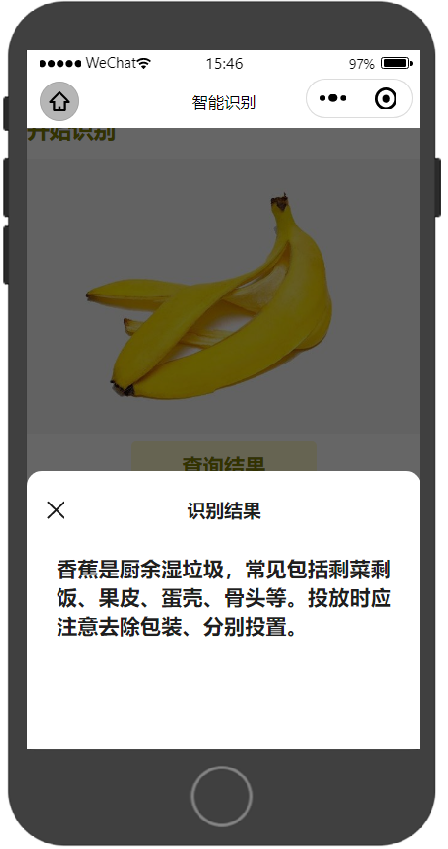 WeChat 15:46 97%
智能识别
开始识别
查询结果
识别结果
香蕉是厨余湿垃圾，常见包括剩菜剩
饭、果皮、蛋壳、骨头等。投放时应
注意去除包装、分别投置。